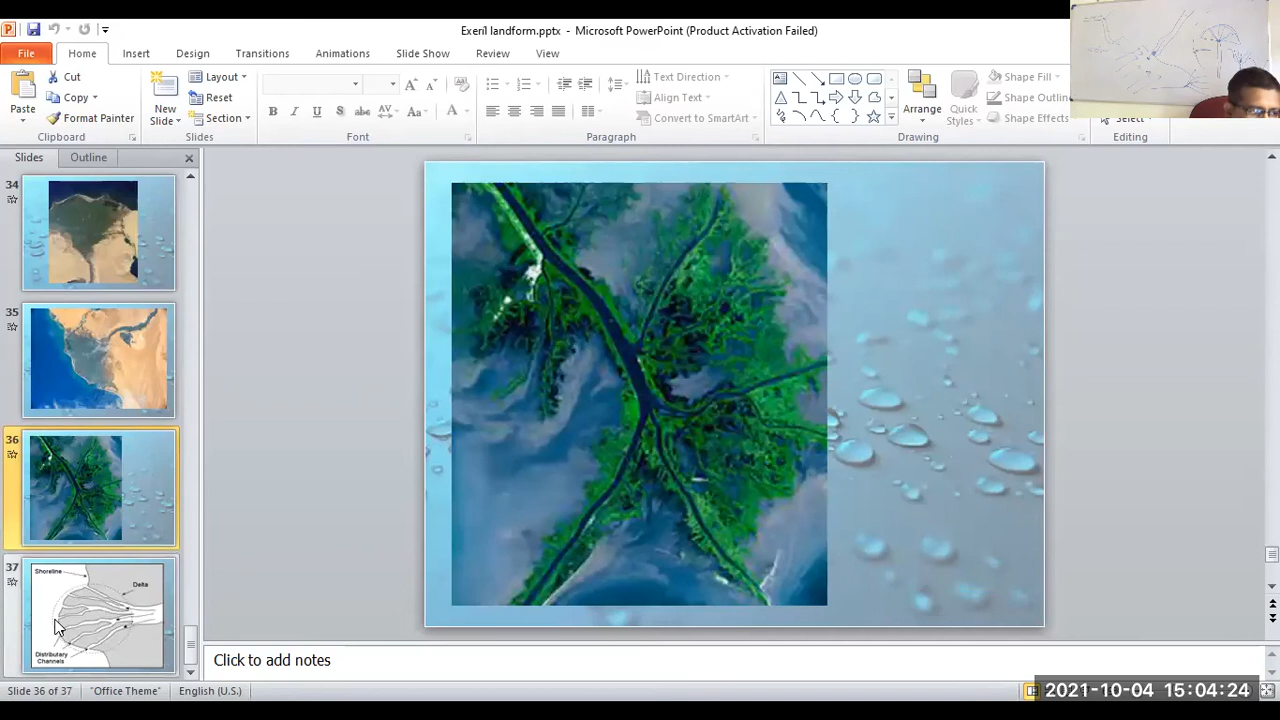 Exeri1 landform.pptx - Microsoft PowerPoint (Product Activation Failed)
File Home Insert Design Transitions Animations Slide Show Review View
Paste
Cut
Copy
Format Painter
Clipboard
New Slide
Layout
Reset
Section
Slides
B I U S abc AV Aa A
Font
Text Direction
Align Text
Convert to SmartArt
Paragraph
Arrange
Quick Styles
Shape Fill
Shape Outline
Shape Effects
Drawing
Select
Editing
Slides Outline
34
35
36
37
Shoreline
Delta
Distributary
Channels
Click to add notes
Slide 36 of 37 "Office Theme" English (U.S.)
2021-10-04 15:04:24